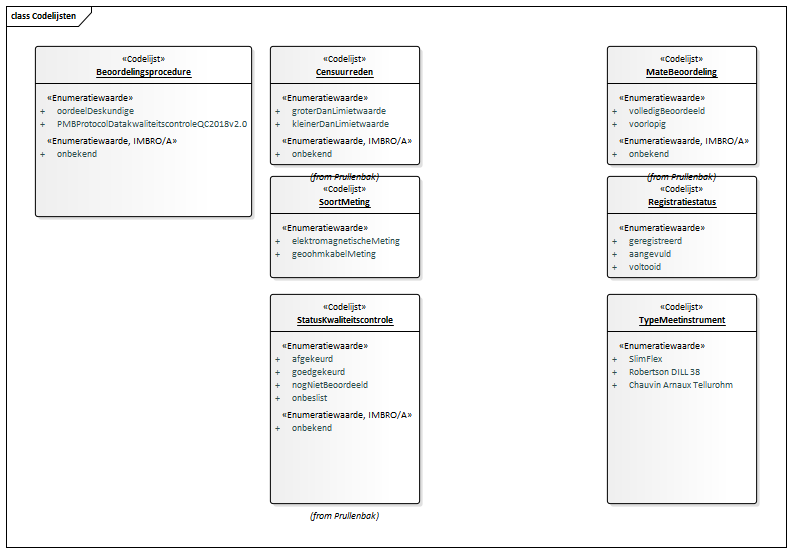 class Codelijsten
«Codelijst»
Beoordelingsprocedure
«Enumeratiewaarde»
+ oordeelDeskundige
+ PMBProtocolDatakwaliteitscontroleQC2018v2.0
«Enumeratiewaarde, IMBRO/A»
+ onbekend
«Codelijst»
Censuurreden
«Enumeratiewaarde»
+ groterDanLimietwaarde
+ kleinerDanLimietwaarde
«Enumeratiewaarde, IMBRO/A»
+ onbekend
(from Prullenbak)
«Codelijst»
MateBeoordeling
«Enumeratiewaarde»
+ volledigBeoordeeld
+ voorlopig
«Enumeratiewaarde, IMBRO/A»
+ onbekend
(from Prullenbak)
«Codelijst»
SoortMeting
«Enumeratiewaarde»
+ elektromagnetischeMeting
+ geoohmkabelMeting
«Codelijst»
Registratiestatus
«Enumeratiewaarde»
+ geregistreerd
+ aangevuld
+ voltooid
«Codelijst»
StatusKwaliteitscontrole
«Enumeratiewaarde»
+ afgekeurd
+ goedgekeurd
+ nogNietBeoordeeld
+ onbeslist
«Enumeratiewaarde, IMBRO/A»
+ onbekend
(from Prullenbak)
«Codelijst»
TypeMeetinstrument
«Enumeratiewaarde»
+ SlimFlex
+ Robertson DILL 38
+ Chauvin Arnaux Tellurohm